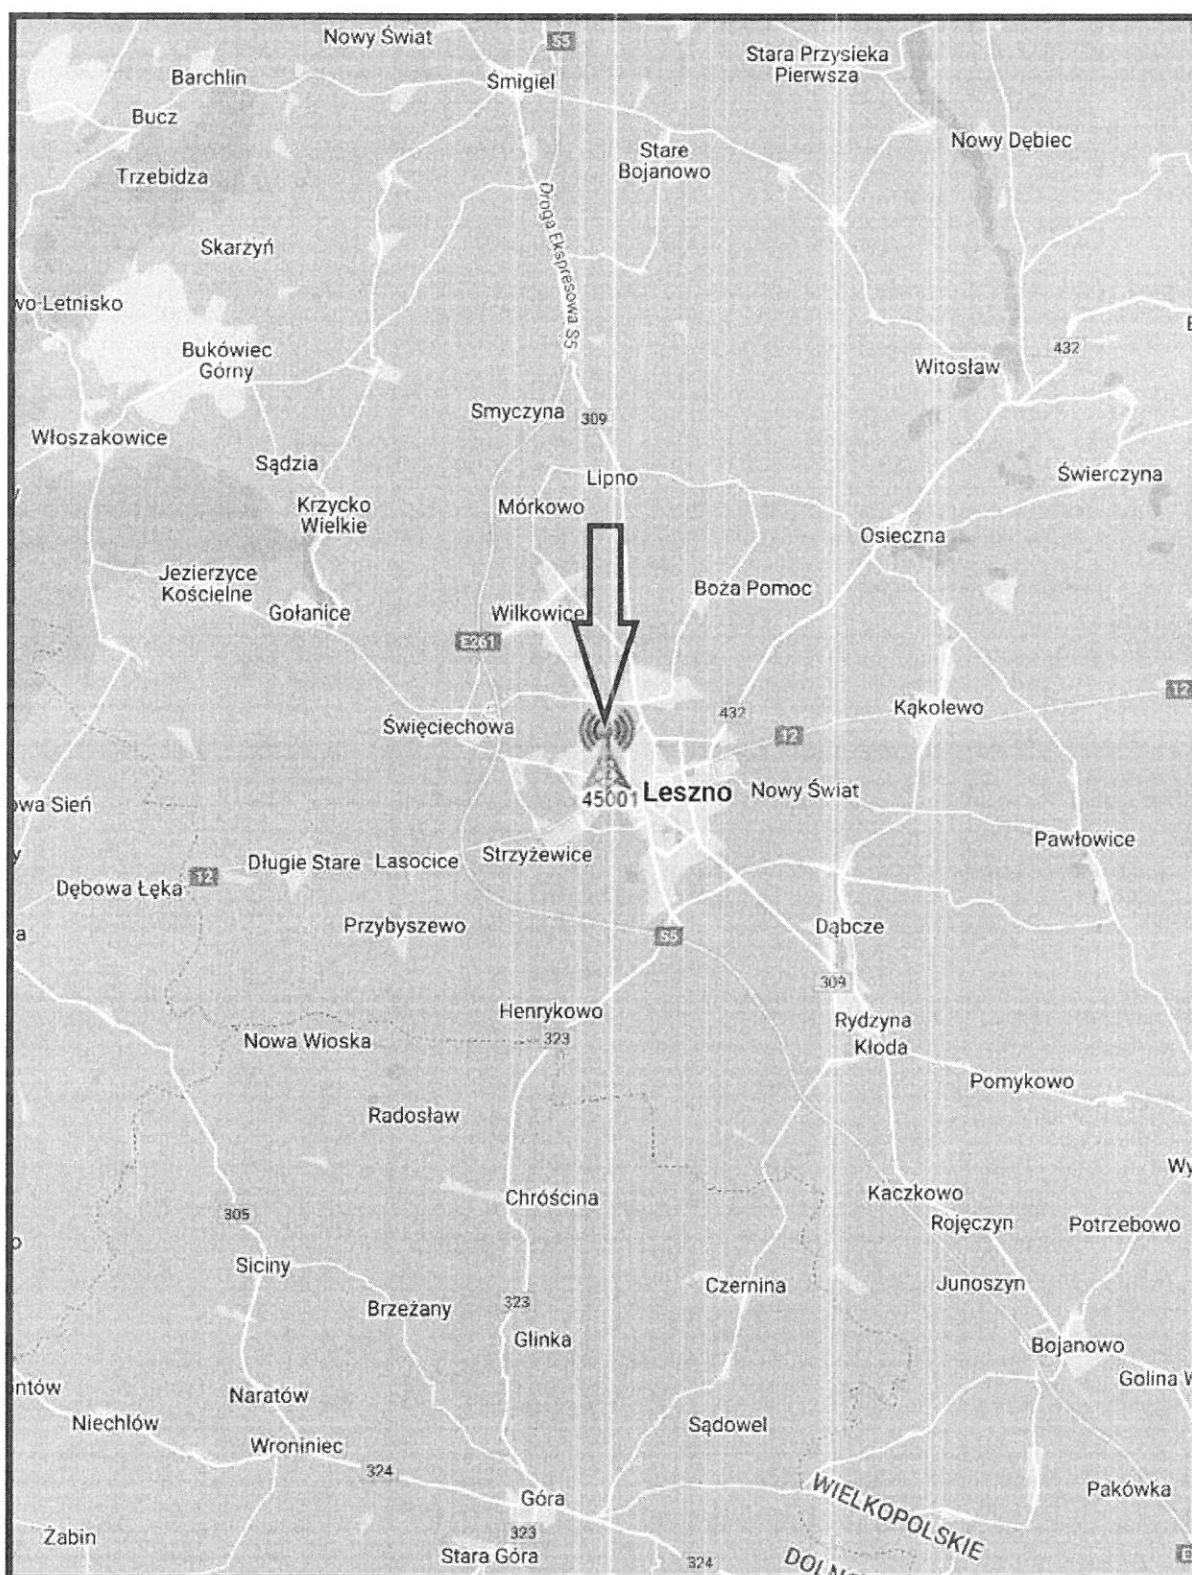 Nowy Świat
S5
Stara Przysieka
Pierwsza
Barchlin
Śmigiel
Bucz
Nowy Dębiec
Stare
Bojanowo
Trzebidza
Droga Ekspresowa S5
Skarzyń
wo-Letnisko
Bukówiec
Górny
432
Witosław
Smyczyna
309
Włoszakowice
Sądzia
Lipno
Świerczyna
Krzycko
Wielkie
Mórkowo
Osieczna
Jezierzyce
Kościelne
Boża Pomoc
Gołanice
Wilkowice
E261
12
Kąkolewo
432
Święciechowa
12
45001
Leszno
Nowy Świat
owa Sień
Pawłowice
Strzyżewice
Długie Stare
Lasocice
12
Dębowa Łęka
Przybyszewo
Dąbcze
S5
309
Henrykowo
Rydzyna
Nowa Wioska
323
Kłoda
Pomykowo
Radosław
Wy
Kaczkowo
Chróścina
305
Rojęczyn
Potrzebowo
Siciny
Czernina
Junoszyn
Brzeżany
323
Glinka
Bojanowo
Golina W
ontów
Naratów
Niechlów
Sądowel
Wroniniec
324
Góra
Pakówka
WIELKOPOLSKIE
Żabin
323
Stara Góra
324
DOLNO